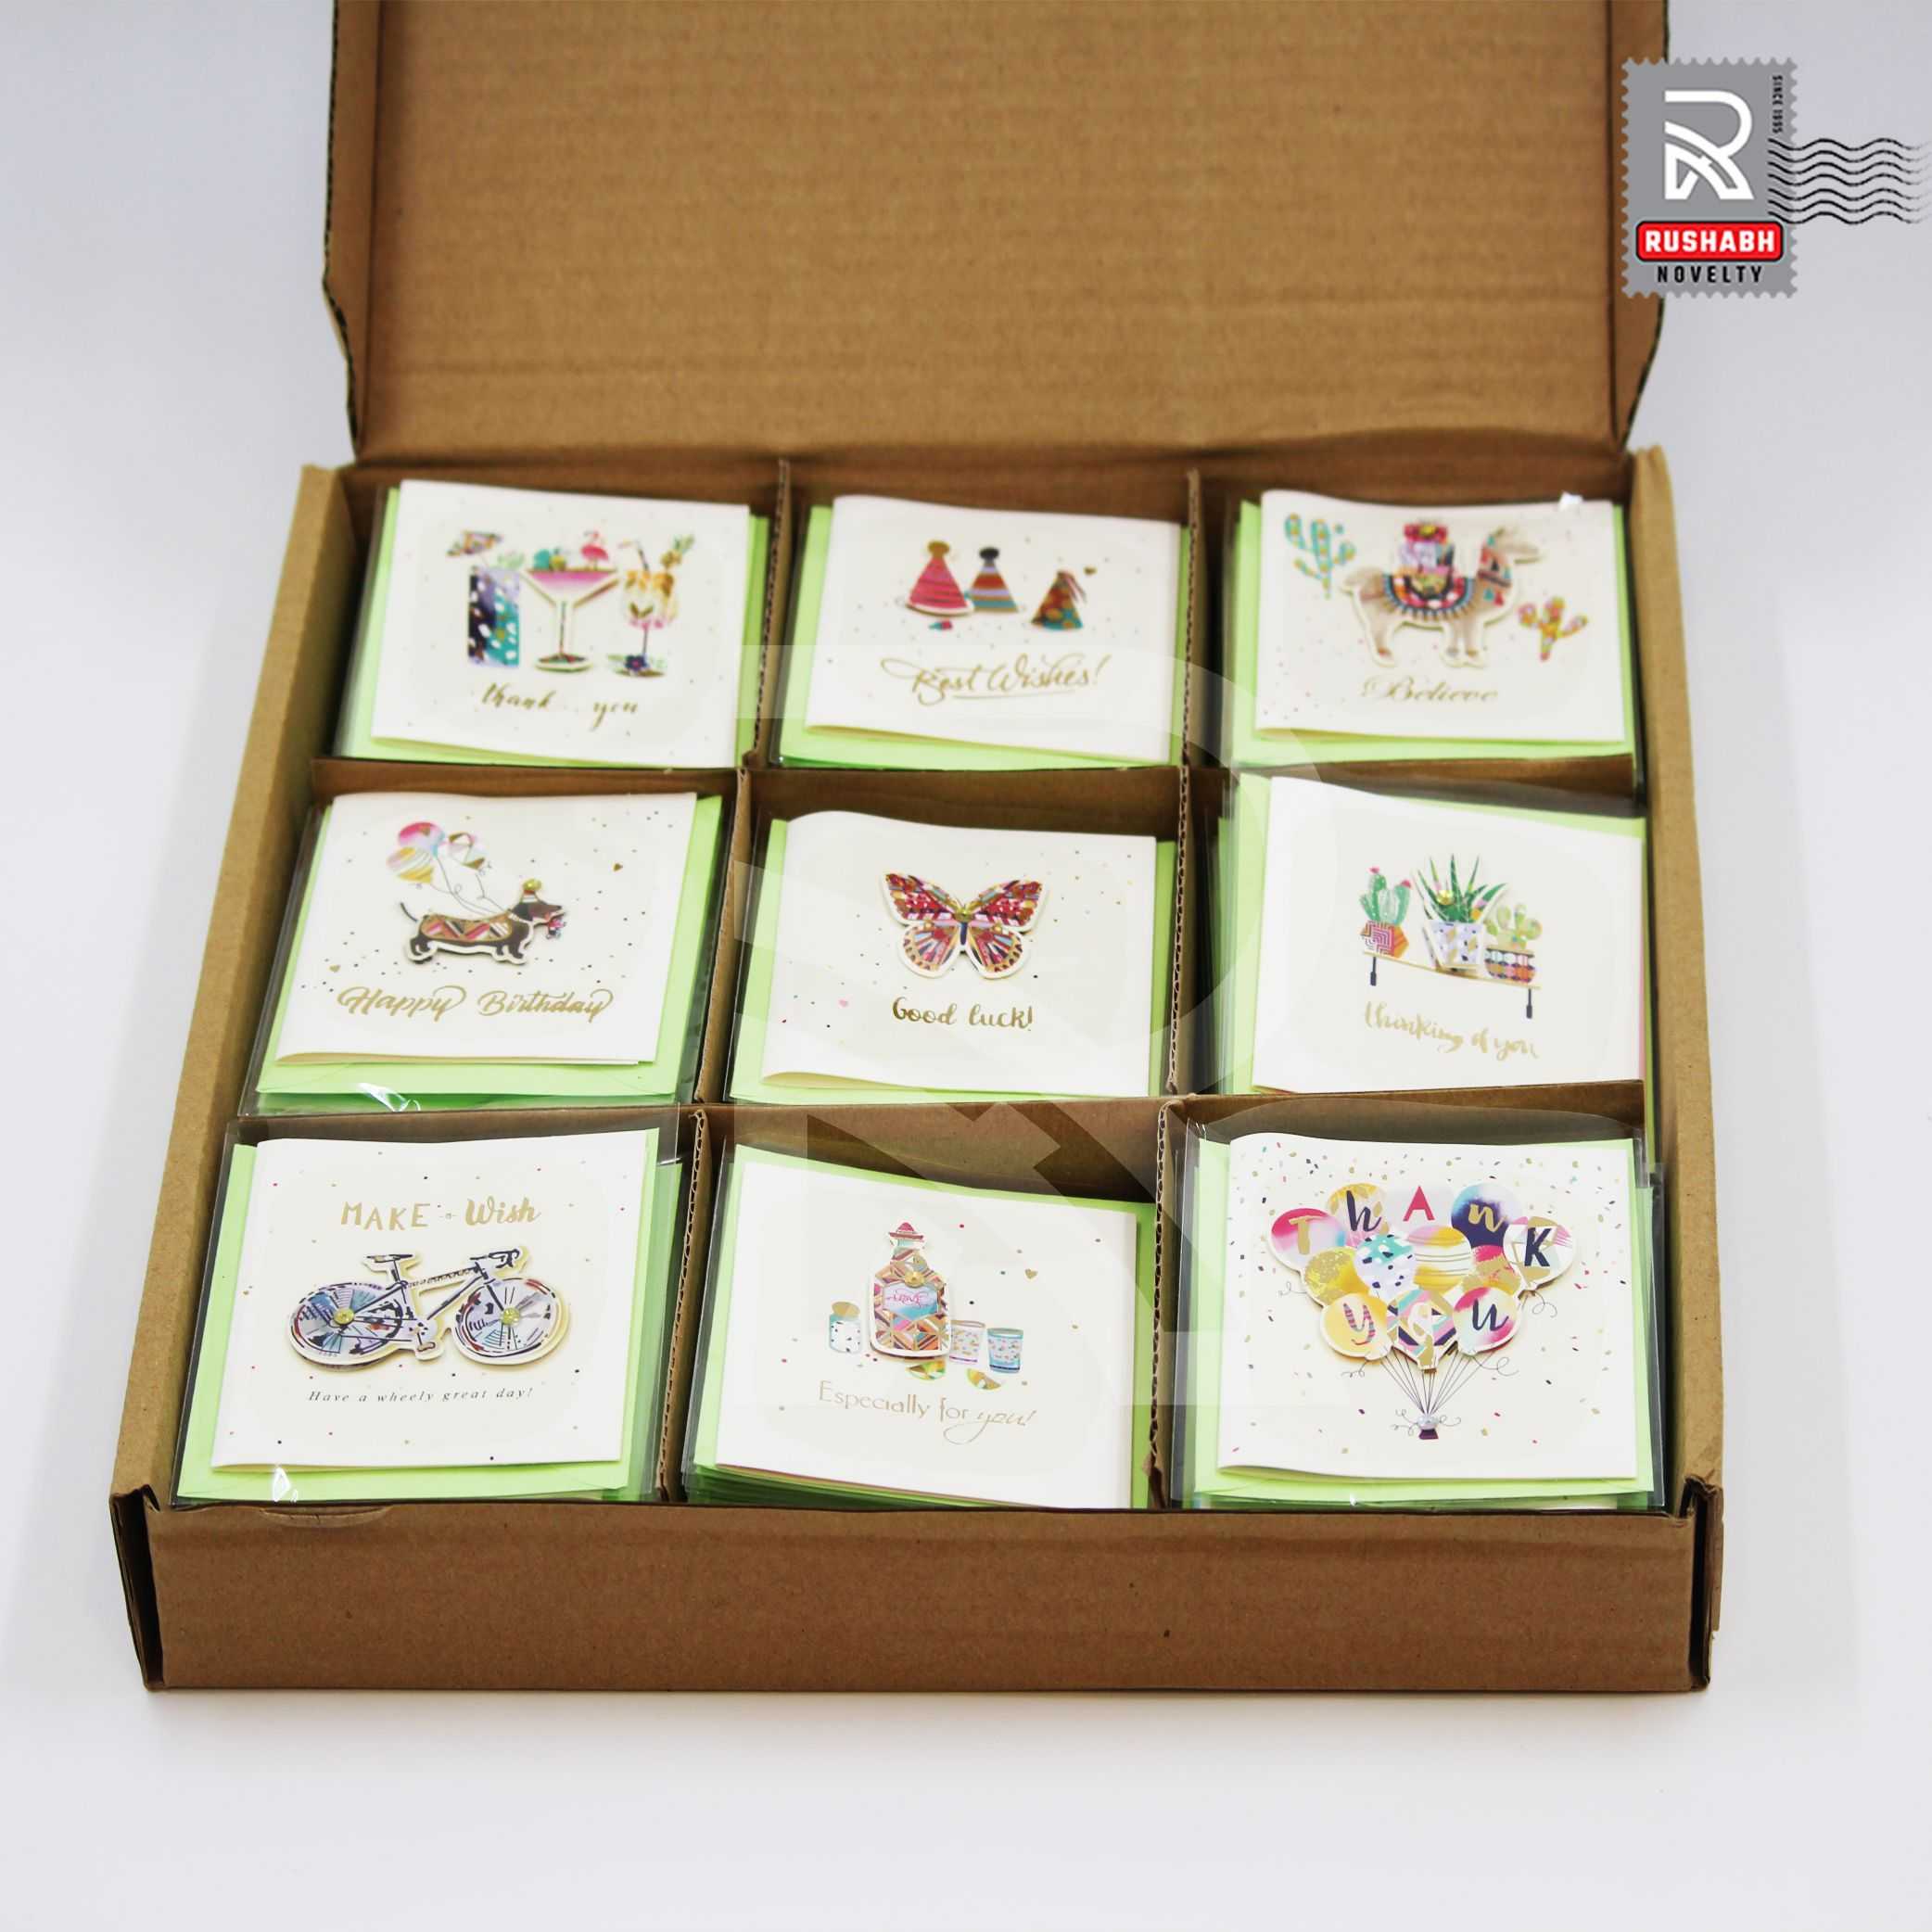 SINCE 1995
RUSHABH
NOVELTY
thank you
Best Wishes!
Believe
Happy Birthday
Good luck!
thinking of you
MAKE a Wish
Have a wheely great day!
Especially for you!
Thank
you